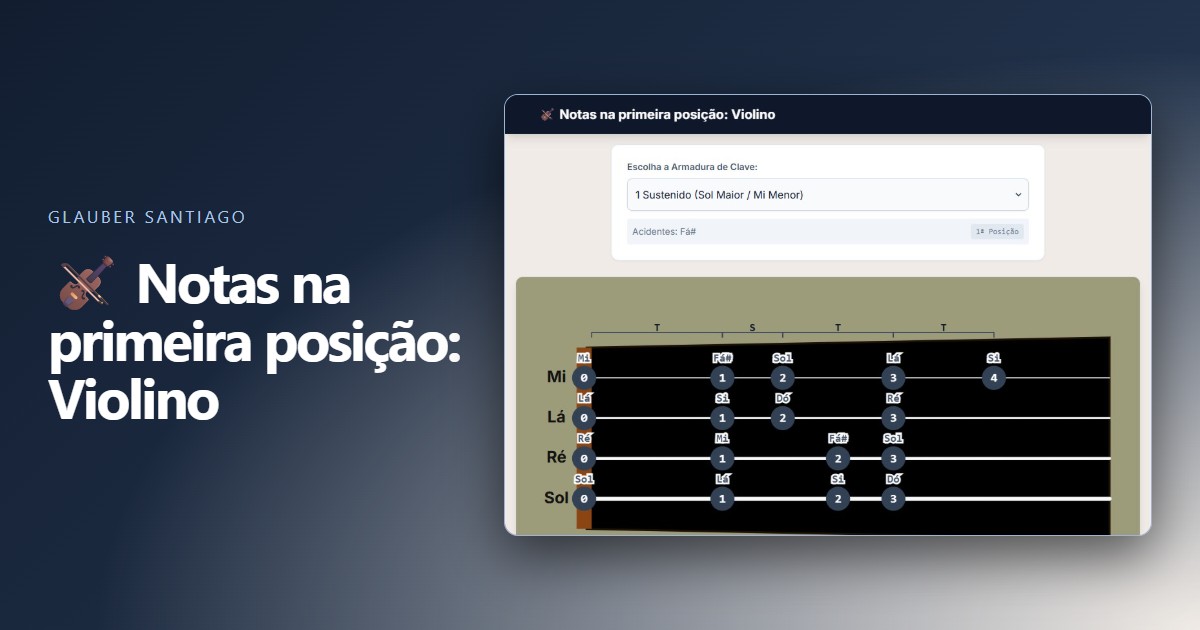 GLAUBER SANTIAGO
Notas na
primeira posição:
Violino
Notas na primeira posição: Violino
Escolha a Armadura de Clave:
1 Sustenido (Sol Maior / Mi Menor)
Acidentes: Fá#
1ª Posição
T S T T
Mi Fá# Sol Lá Si
Mi 0 1 2 3 4
Lá Si Dó Ré
Lá 0 1 2 3
Ré Mi Fá# Sol
Ré 0 1 2 3
Sol Lá Si Dó
Sol 0 1 2 3